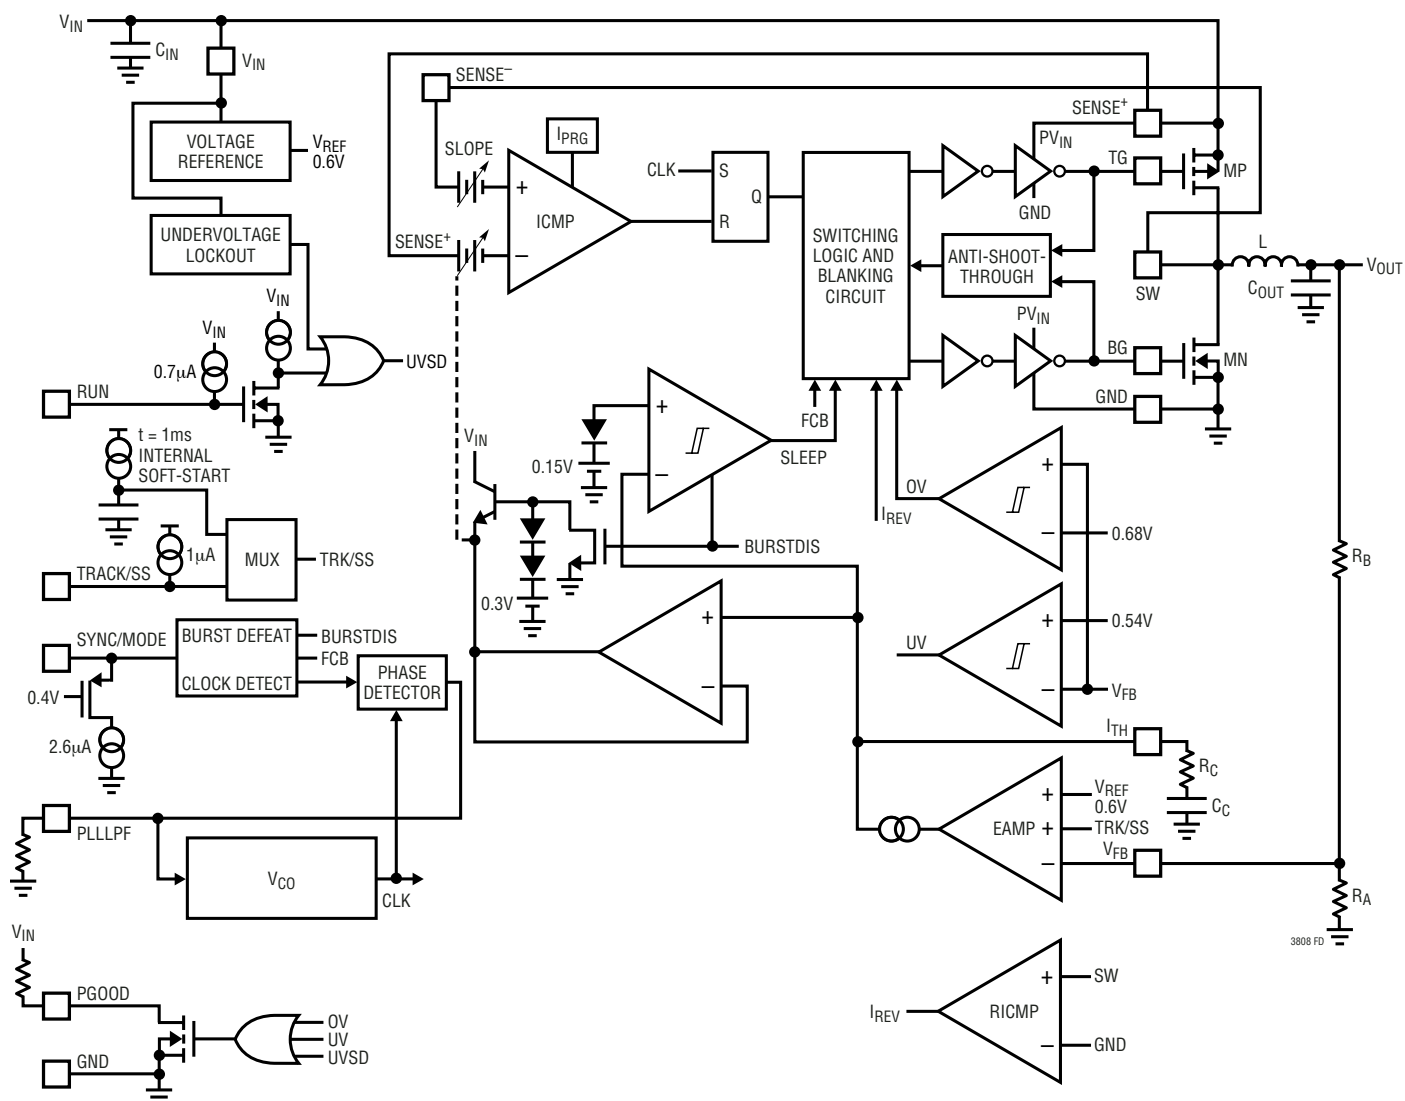 VIN
CIN
VIN
SENSE–
VOLTAGE
REFERENCE
VREF
0.6V
UNDERVOLTAGE
LOCKOUT
SLOPE
IPRG
+
ICMP
–
SENSE+
CLK
S
R
Q
SWITCHING
LOGIC AND
BLANKING
CIRCUIT
SENSE+
PVIN
TG
MP
GND
ANTI-SHOOT-
THROUGH
L
VOUT
SW
COUT
PVIN
BG
MN
GND
VIN
VIN
0.7µA
UVSD
RUN
t = 1ms
INTERNAL
SOFT-START
VIN
+
–
0.15V
SLEEP
FCB
IREV
OV
+
–
0.68V
RB
1µA
MUX
TRK/SS
TRACK/SS
BURSTDIS
0.3V
+
–
UV
+
0.54V
–
VFB
SYNC/MODE
BURST DEFEAT
BURSTDIS
FCB
CLOCK DETECT
PHASE
DETECTOR
0.4V
2.6µA
ITH
RC
CC
PLLLPF
VCO
CLK
EAMP
+
VREF
0.6V
+
TRK/SS
–
VFB
RA
3808 FD
VIN
PGOOD
OV
UV
UVSD
GND
IREV
RICMP
+
SW
–
GND